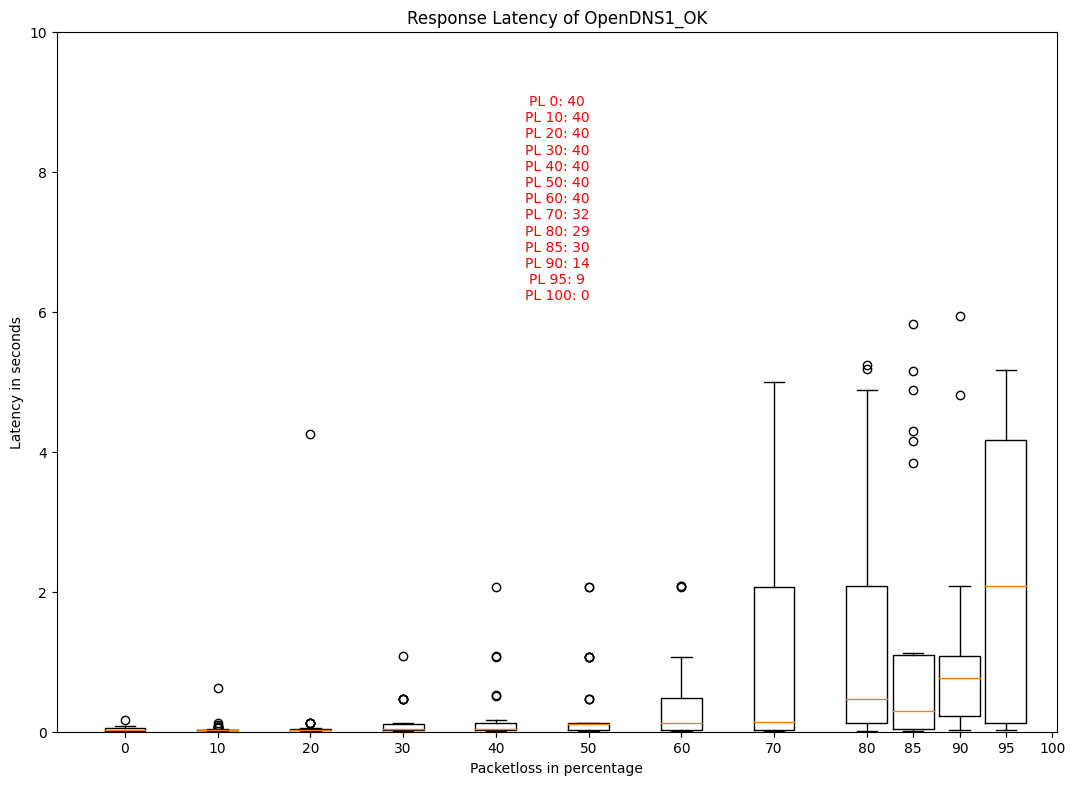 Response Latency of OpenDNS1_OK
10
8
6
4
2
0
Latency in seconds
PL 0: 40
PL 10: 40
PL 20: 40
PL 30: 40
PL 40: 40
PL 50: 40
PL 60: 40
PL 70: 32
PL 80: 29
PL 85: 30
PL 90: 14
PL 95: 9
PL 100: 0
0 10 20 30 40 50 60 70 80 85 90 95 100
Packetloss in percentage